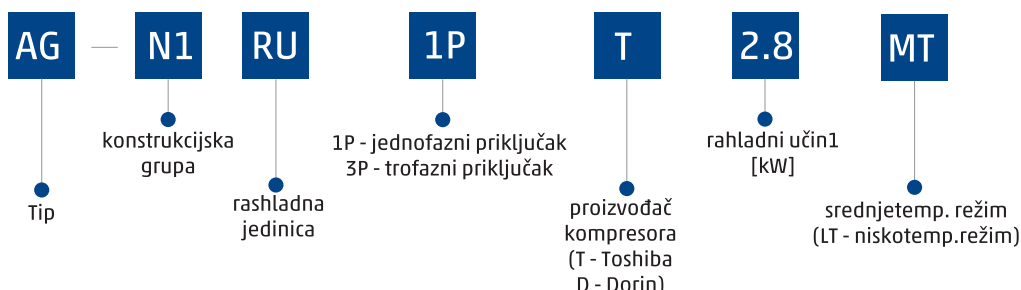 AG — N1 RU 1P T 2.8 MT
konstrukcijska
grupa
1P - jednofazni priključak
3P - trofazni priključak
rahladni učin1
[kW]
Tip
rashladna
jedinica
proizvođač
kompresora
(T - Toshiba
D - Dorin)
srednjetemp. režim
(LT - niskotemp.režim)